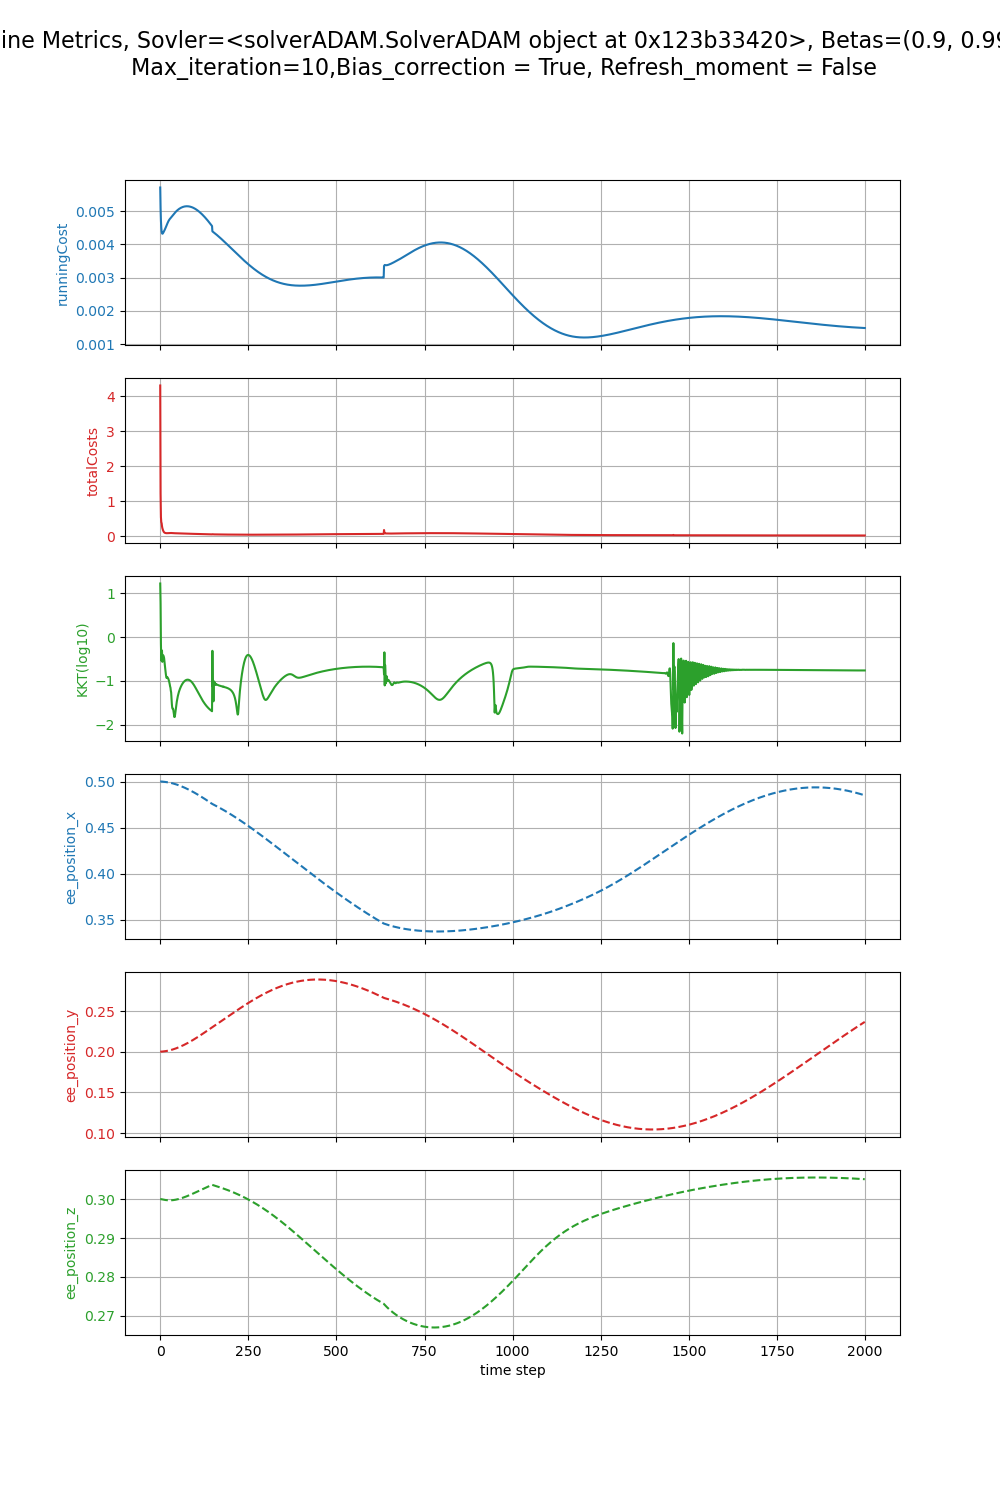 ine Metrics, Sovler=<solverADAM.SolverADAM object at 0x123b33420>, Betas=(0.9, 0.99
Max_iteration=10,Bias_correction = True, Refresh_moment = False
0.005
0.004
0.003
0.002
0.001
runningCost
4
3
2
1
0
totalCosts
1
0
−1
−2
KKT(log10)
0.50
0.45
0.40
0.35
ee_position_x
0.25
0.20
0.15
0.10
ee_position_y
0.30
0.29
0.28
0.27
ee_position_z
0 250 500 750 1000 1250 1500 1750 2000
time step